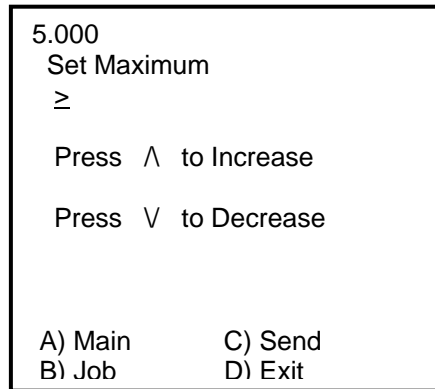 5.000
Set Maximum
>
Press /\ to Increase
Press \/ to Decrease
A) Main C) Send
B) Job D) Exit